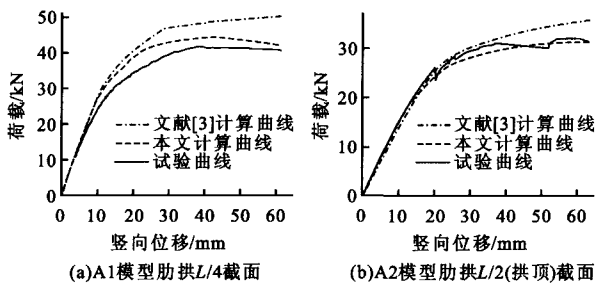 荷载/kN
50
40
30
20
10
0
文献[3]计算曲线
本文计算曲线
试验曲线
0 10 20 30 40 50 60
竖向位移/mm
(a)A1模型肋拱L/4截面
荷载/kN
30
20
10
0
文献[3]计算曲线
本文计算曲线
试验曲线
0 10 20 30 40 50 60
竖向位移/mm
(b)A2模型肋拱L/2(拱顶)截面